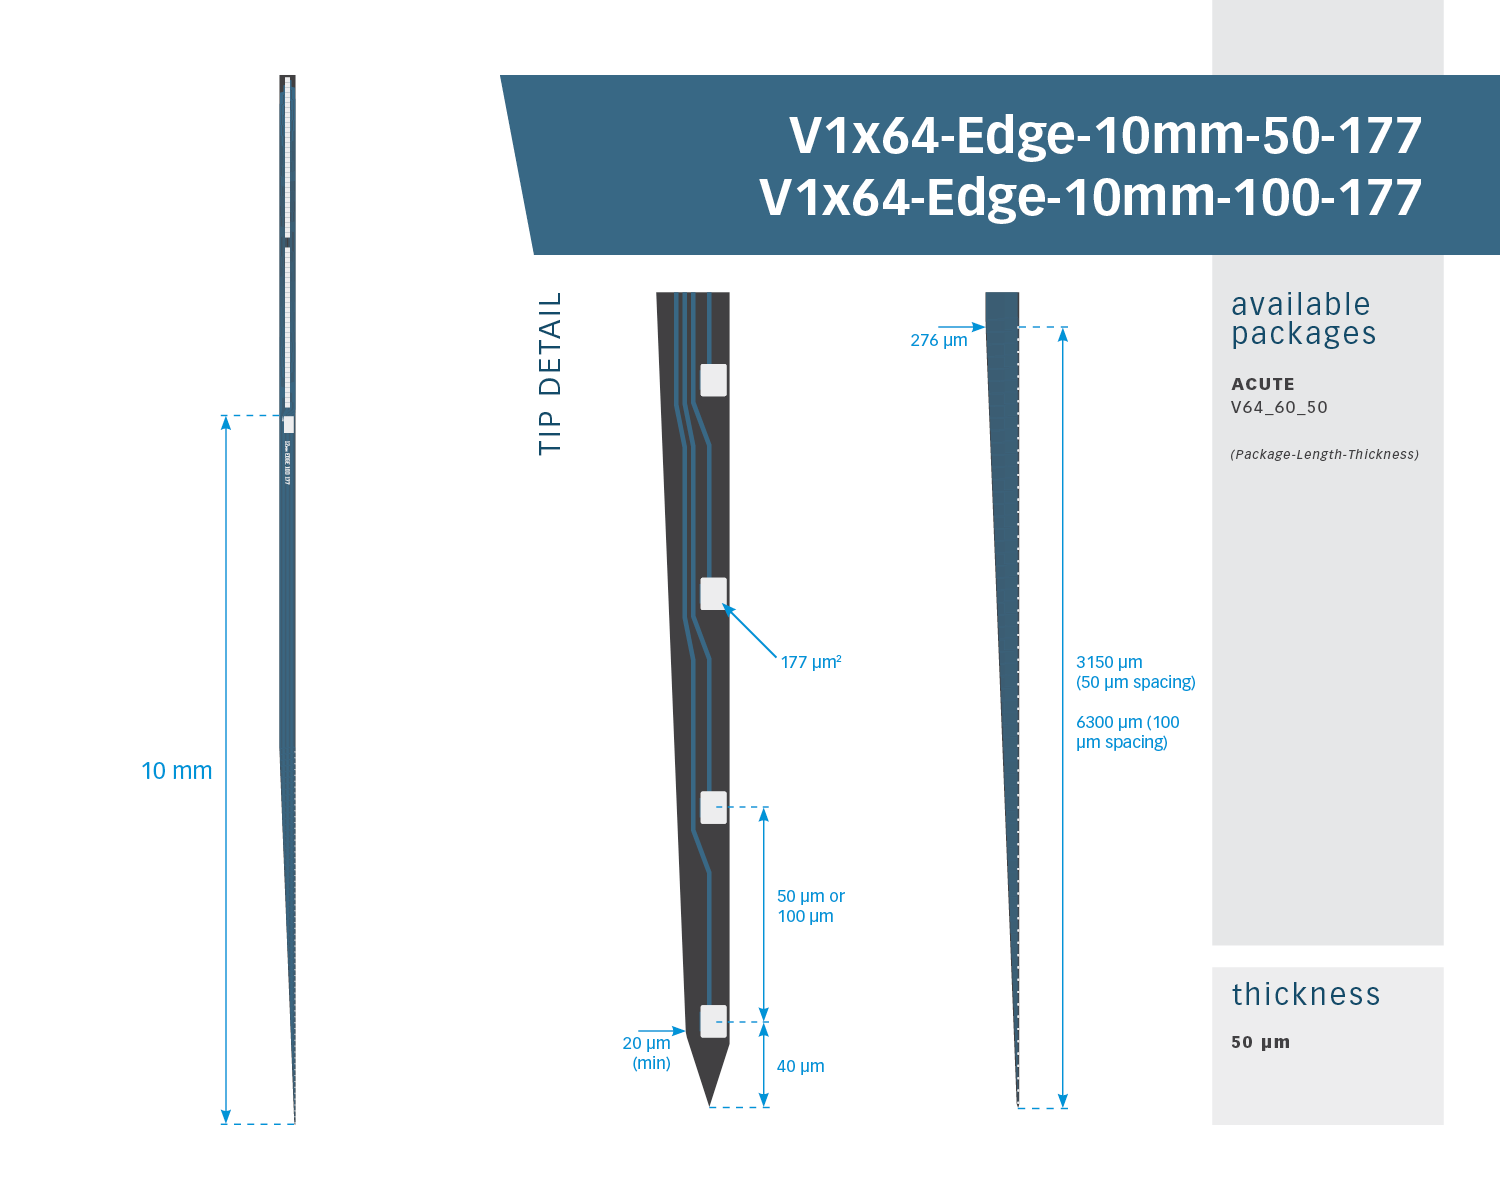 V1x64-Edge-10mm-50-177
V1x64-Edge-10mm-100-177
TIP DETAIL
available
packages
ACUTE
V64_60_50
(Package-Length-Thickness)
276 µm
177 µm²
3150 µm
(50 µm spacing)
6300 µm (100
µm spacing)
10 mm
50 µm or
100 µm
20 µm
(min)
40 µm
thickness
50 µm